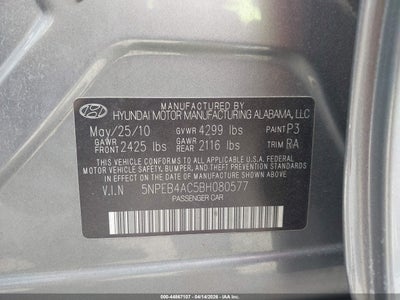 MANUFACTURED BY
HYUNDAI MOTOR MANUFACTURING ALABAMA, LLC
May/25/10 GVWR 4299 lbs PAINT P3
GAWR FRONT 2425 lbs GAWR REAR 2116 lbs TRIM RA
THIS VEHICLE CONFORMS TO ALL APPLICABLE U.S. FEDERAL
MOTOR VEHICLE SAFETY, BUMPER, AND THEFT PREVENTION STANDARDS
IN EFFECT ON THE DATE OF MANUFACTURE SHOWN ABOVE.
V.I.N 5NPEB4AC5BH080577
PASSENGER CAR
000-44867107 - 04/14/2026 - IAAI.COM